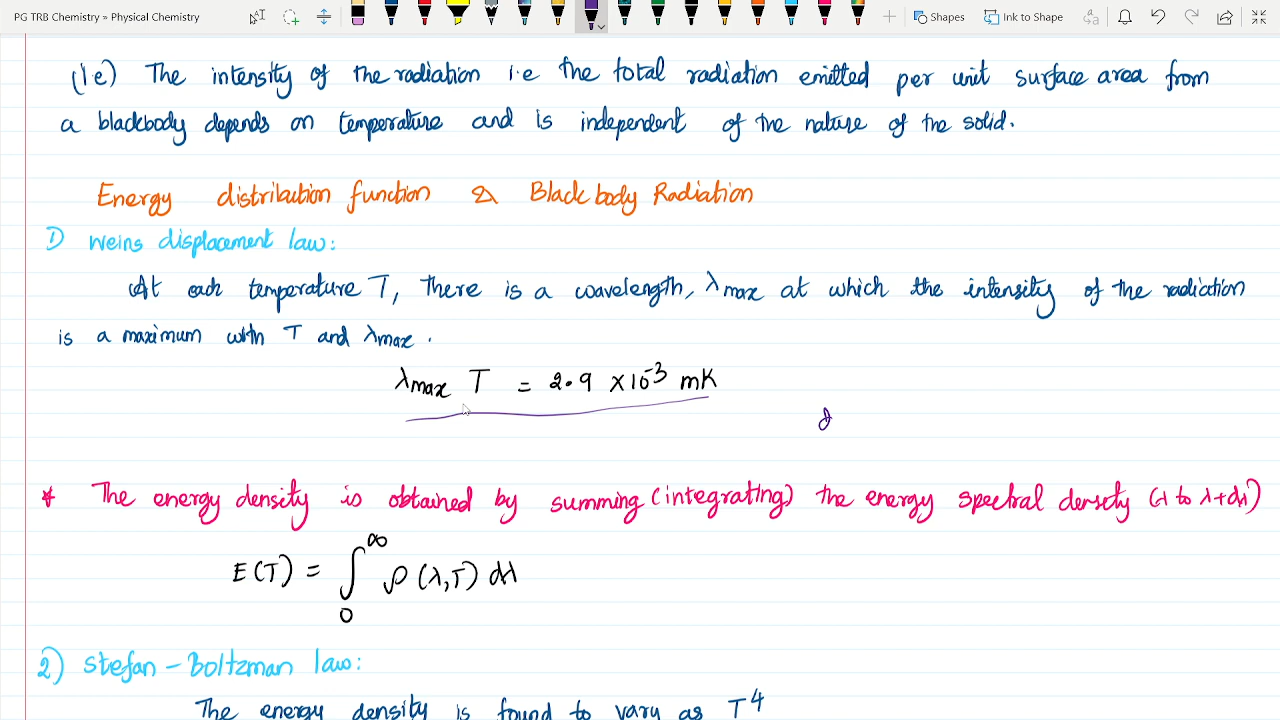 PG TRB Chemistry » Physical Chemistry
Shapes
Ink to Shape
(i.e) The intensity of the radiation i.e the total radiation emitted per unit surface area from
a blackbody depends on temperature and is independent of the nature of the solid.
Energy distribution function & Black body Radiation
1) Weins displacement law:
At each temperature T, there is a wavelength, λmax at which the intensity of the radiation
is a maximum with T and λmax.
λmax T = 2.9 × 10⁻³ mK
* The energy density is obtained by summing (integrating) the energy spectral density (λ to λ+dλ)
E(T) = ∫₀^∞ ρ(λ,T) dλ
2) Stefan - Boltzman law:
The energy density is found to vary as T⁴